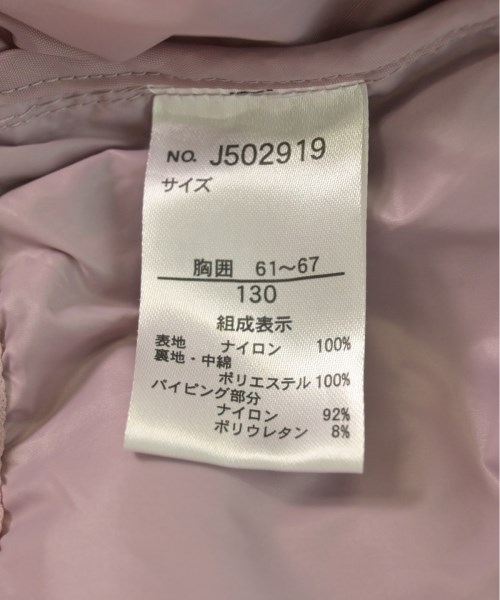 NO. J502919
サイズ
胸囲 61〜67
130
組成表示
表地 ナイロン 100%
裏地・中綿
ポリエステル 100%
パイピング部分
ナイロン 92%
ポリウレタン 8%